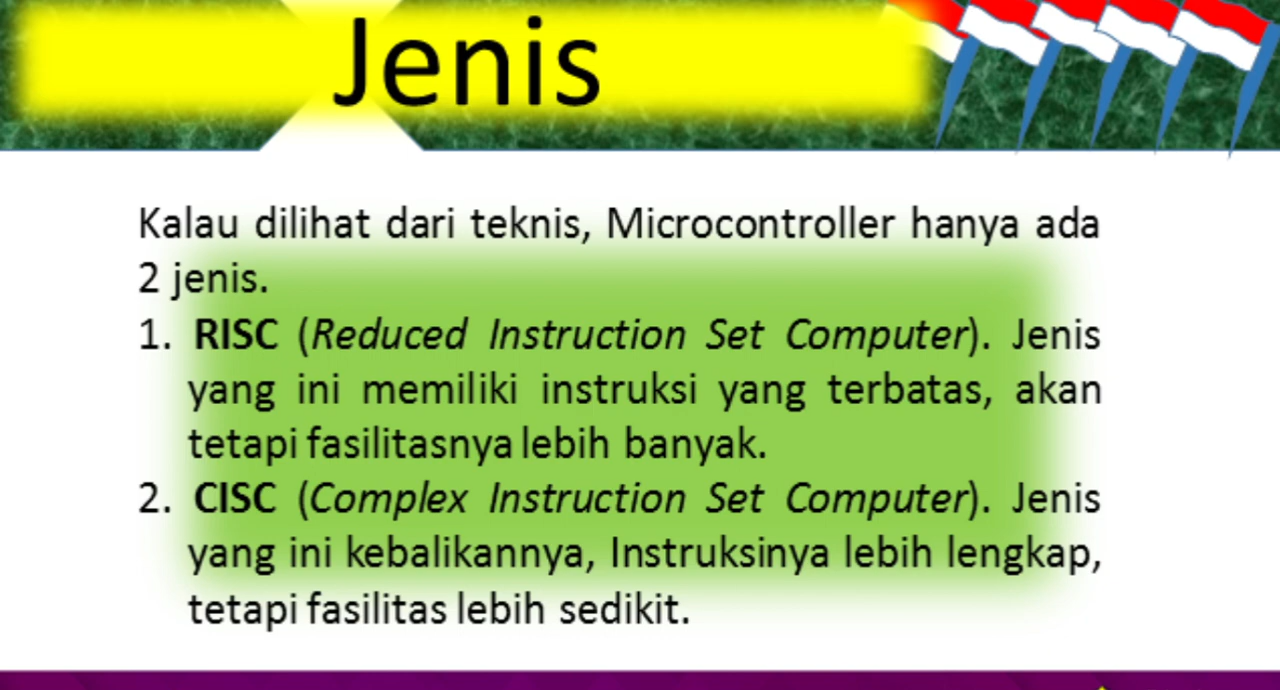 Jenis
Kalau dilihat dari teknis, Microcontroller hanya ada
2 jenis.
1. RISC (Reduced Instruction Set Computer). Jenis
yang ini memiliki instruksi yang terbatas, akan
tetapi fasilitasnya lebih banyak.
2. CISC (Complex Instruction Set Computer). Jenis
yang ini kebalikannya, Instruksinya lebih lengkap,
tetapi fasilitas lebih sedikit.